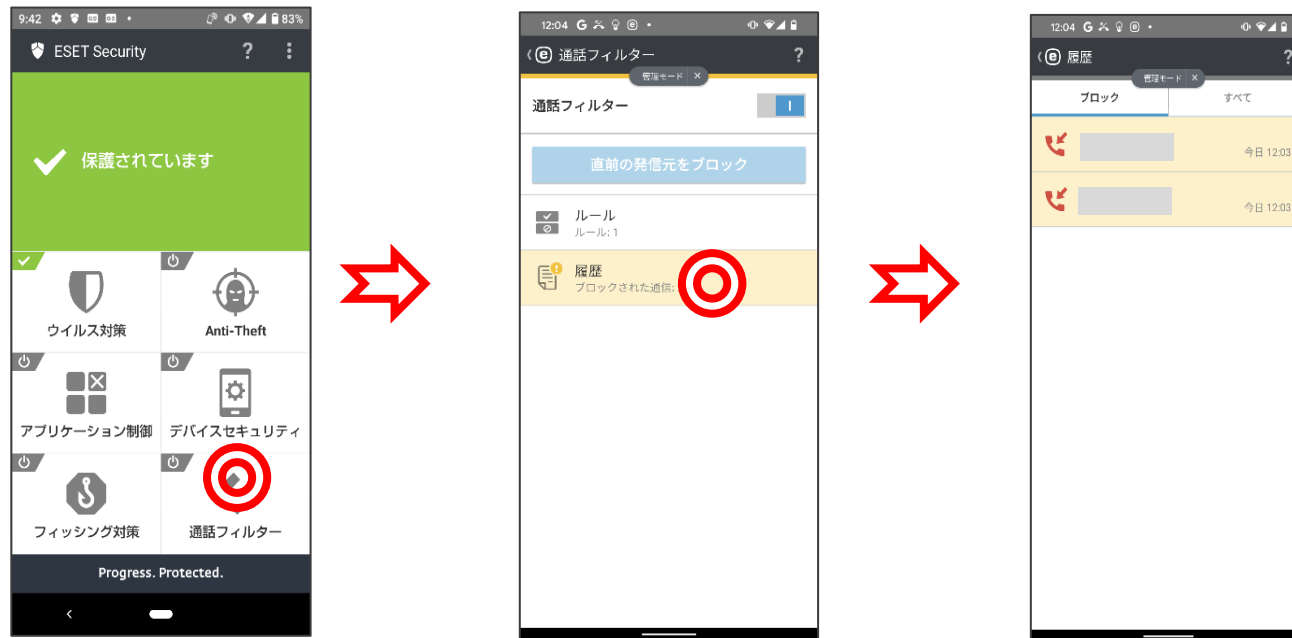 9:42
83%
ESET Security
?
保護されています
ウイルス対策
Anti-Theft
アプリケーション制御
デバイスセキュリティ
フィッシング対策
通話フィルター
Progress. Protected.
12:04 G
通話フィルター
?
管理モード ×
通話フィルター
直前の発信元をブロック
ルール
ルール: 1
履歴
ブロックされた通信:
12:04 G
履歴
?
管理モード ×
ブロック
すべて
今日 12:03
今日 12:03